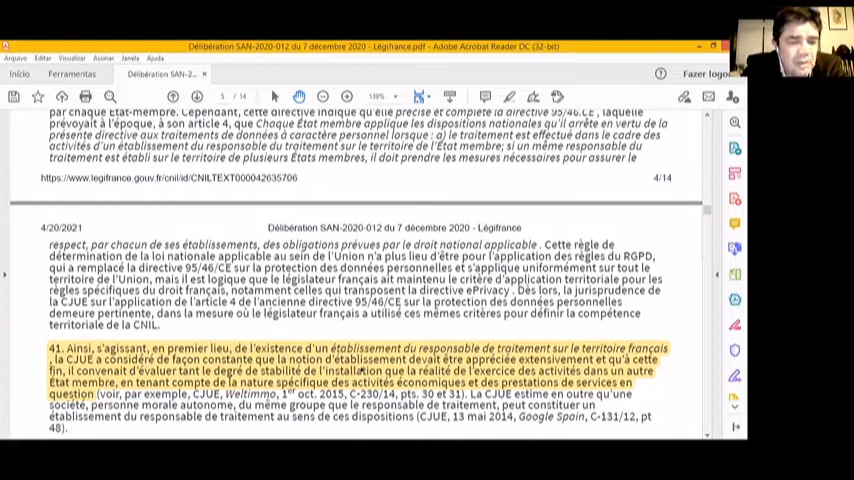 Délibération SAN-2020-012 du 7 décembre 2020 - Légifrance.pdf - Adobe Acrobat Reader DC (32-bit)
Arquivo Editar Visualizar Assinar Janela Ajuda
Início Ferramentas Délibération SAN-2... × Fazer logon
5 / 14 139%
par chaque Etat-membre. Cependant, cette directive indique qu'elle précise et complète la directive 95/46.CE , laquelle
prévoyait à l'époque, à son article 4, que Chaque État membre applique les dispositions nationales qu'il arrête en vertu de la
présente directive aux traitements de données à caractère personnel lorsque : a) le traitement est effectué dans le cadre des
activités d'un établissement du responsable du traitement sur le territoire de l'État membre; si un même responsable du
traitement est établi sur le territoire de plusieurs États membres, il doit prendre les mesures nécessaires pour assurer le
https://www.legifrance.gouv.fr/cnil/id/CNILTEXT000042635706 4/14
4/20/2021 Délibération SAN-2020-012 du 7 décembre 2020 - Légifrance
respect, par chacun de ses établissements, des obligations prévues par le droit national applicable . Cette règle de
détermination de la loi nationale applicable au sein de l'Union n'a plus lieu d'être pour l'application des règles du RGPD,
qui a remplacé la directive 95/46/CE sur la protection des données personnelles et s'applique uniformément sur tout le
territoire de l'Union, mais il est logique que le législateur français ait maintenu le critère d'application territoriale pour les
règles spécifiques du droit français, notamment celles qui transposent la directive ePrivacy . Dès lors, la jurisprudence de
la CJUE sur l'application de l'article 4 de l'ancienne directive 95/46/CE sur la protection des données personnelles
demeure pertinente, dans la mesure où le législateur français a utilisé ces mêmes critères pour définir la compétence
territoriale de la CNIL.
41. Ainsi, s'agissant, en premier lieu, de l'existence d'un établissement du responsable de traitement sur le territoire français
, la CJUE a considéré de façon constante que la notion d'établissement devait être appréciée extensivement et qu'à cette
fin, il convenait d'évaluer tant le degré de stabilité de l'installation que la réalité de l'exercice des activités dans un autre
État membre, en tenant compte de la nature spécifique des activités économiques et des prestations de services en
question (voir, par exemple, CJUE, Weltimmo, 1er oct. 2015, C-230/14, pts. 30 et 31). La CJUE estime en outre qu'une
société, personne morale autonome, du même groupe que le responsable de traitement, peut constituer un
établissement du responsable de traitement au sens de ces dispositions (CJUE, 13 mai 2014, Google Spain, C-131/12, pt
48).